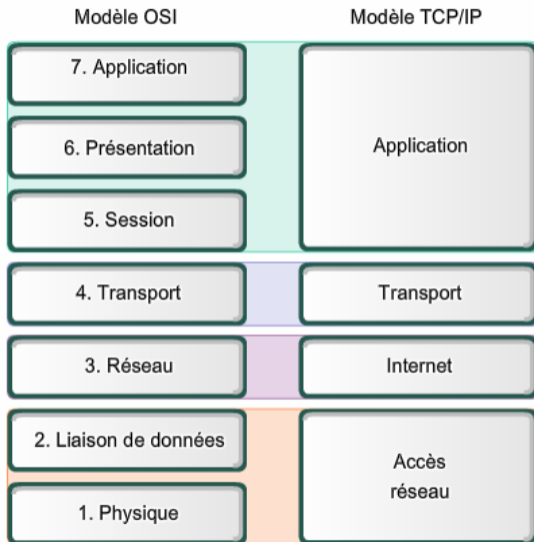 Modèle OSI
Modèle TCP/IP
7. Application
6. Présentation
5. Session
Application
4. Transport
Transport
3. Réseau
Internet
2. Liaison de données
1. Physique
Accès
réseau